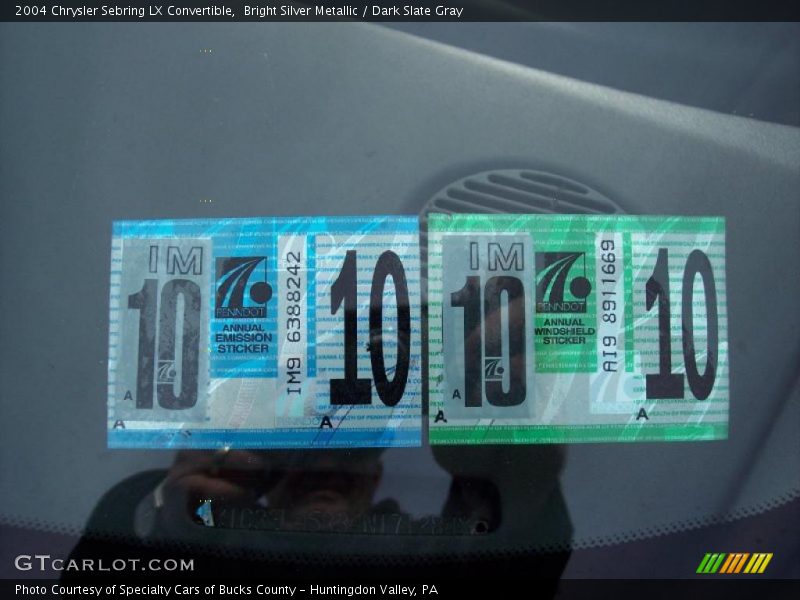 2004 Chrysler Sebring LX Convertible,  Bright Silver Metallic / Dark Slate Gray
IM
10
A
A
PENNDOT
ANNUAL
EMISSION
STICKER
IM9 6388242
10
A
IM
10
A
A
PENNDOT
ANNUAL
WINDSHIELD
STICKER
AI9 8911669
10
A
GTCARLOT.COM
Photo Courtesy of Specialty Cars of Bucks County - Huntingdon Valley, PA